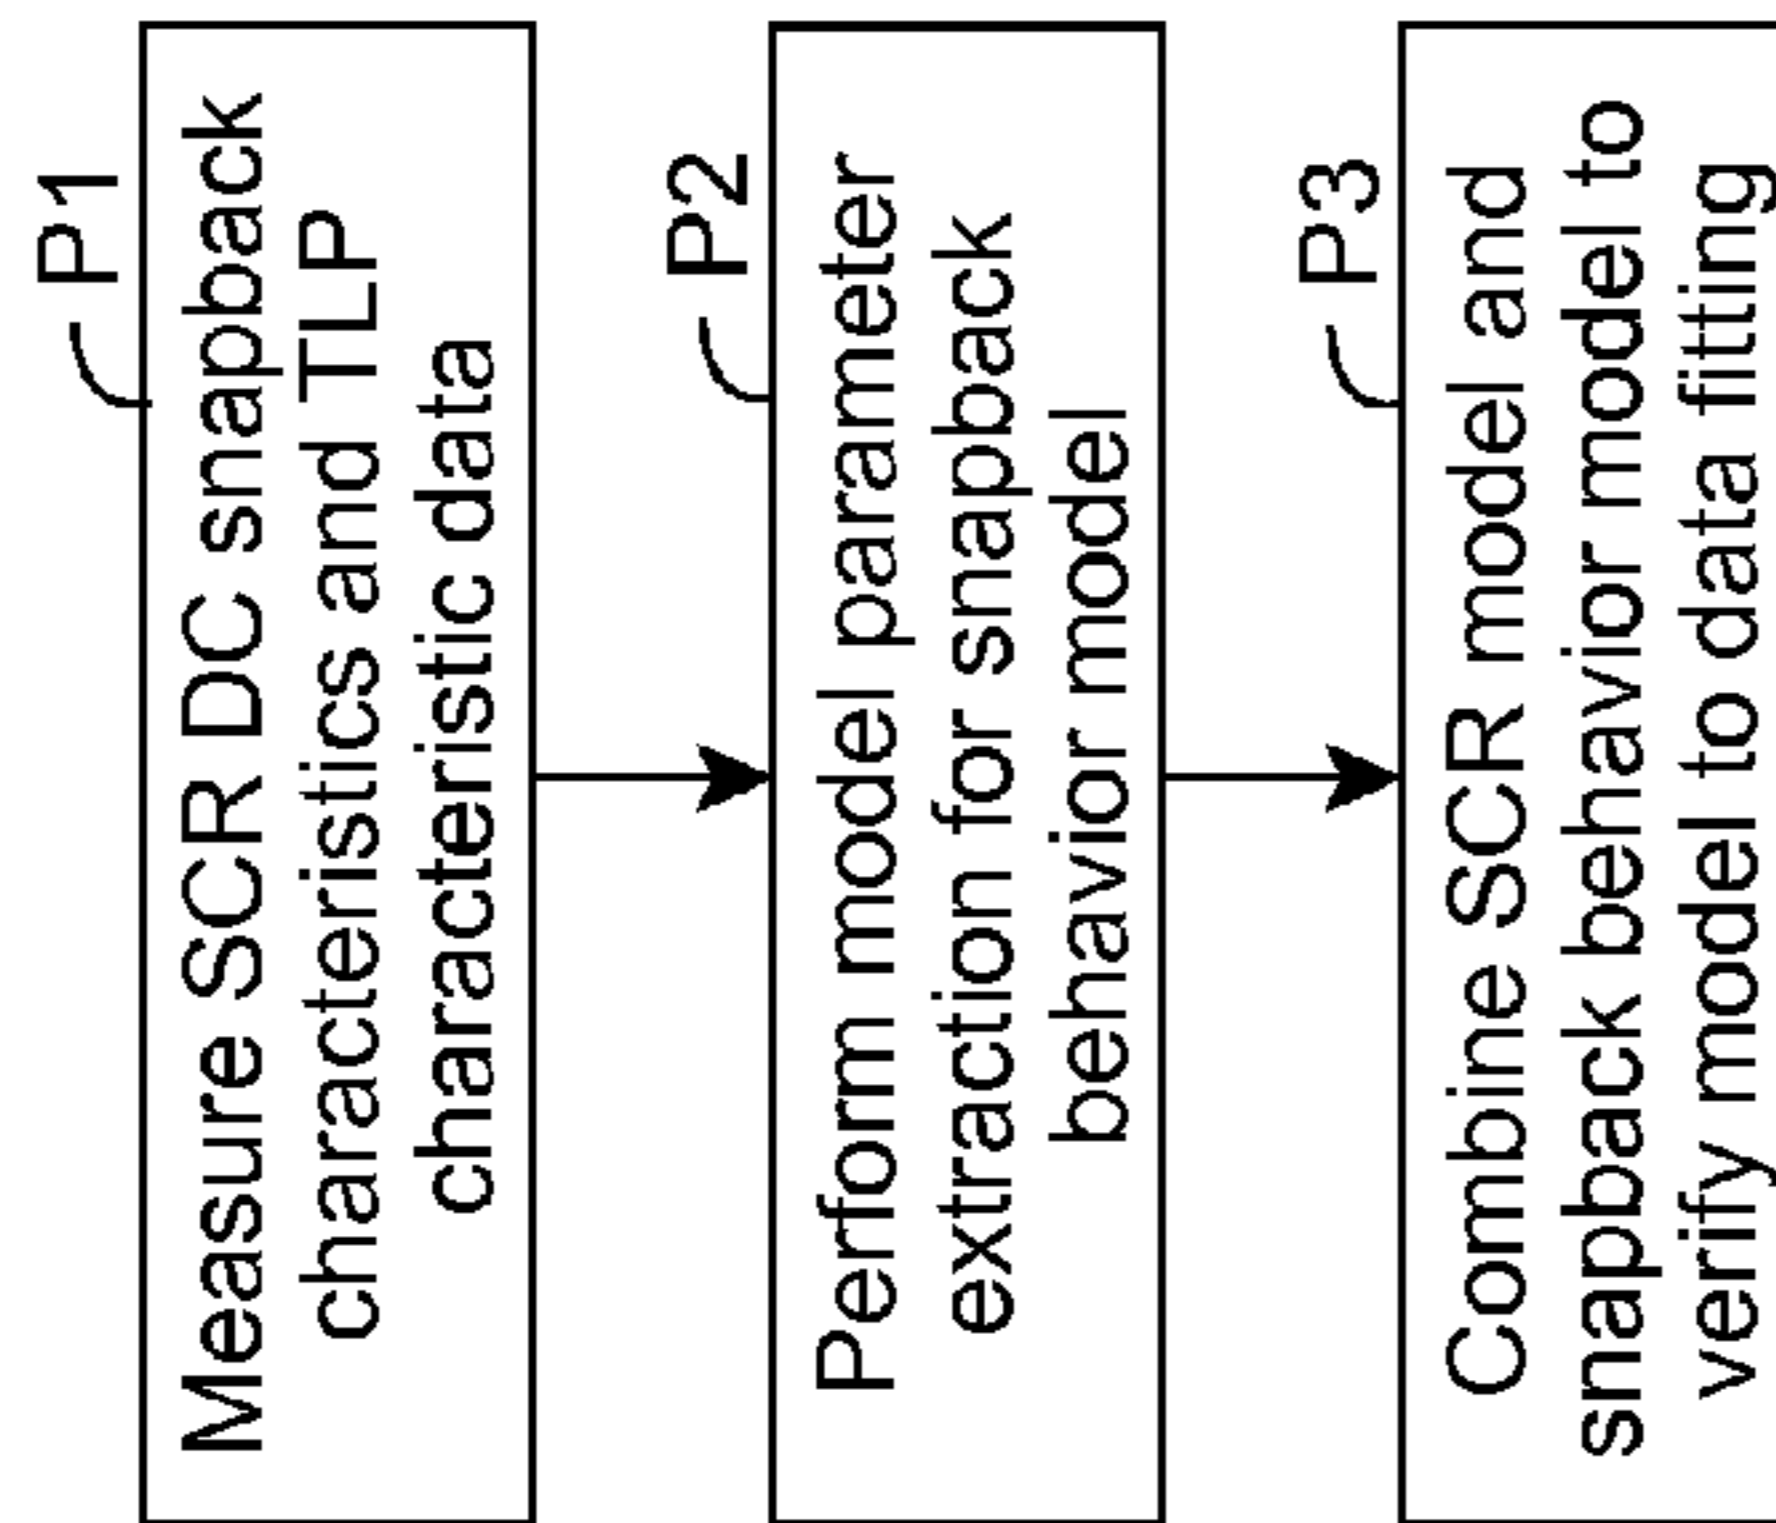 P1
Measure SCR DC snapback
characteristics and TLP
characteristic data
P2
Perform model parameter
extraction for snapback
behavior model
P3
Combine SCR model and
snapback behavior model to
verify model to data fitting